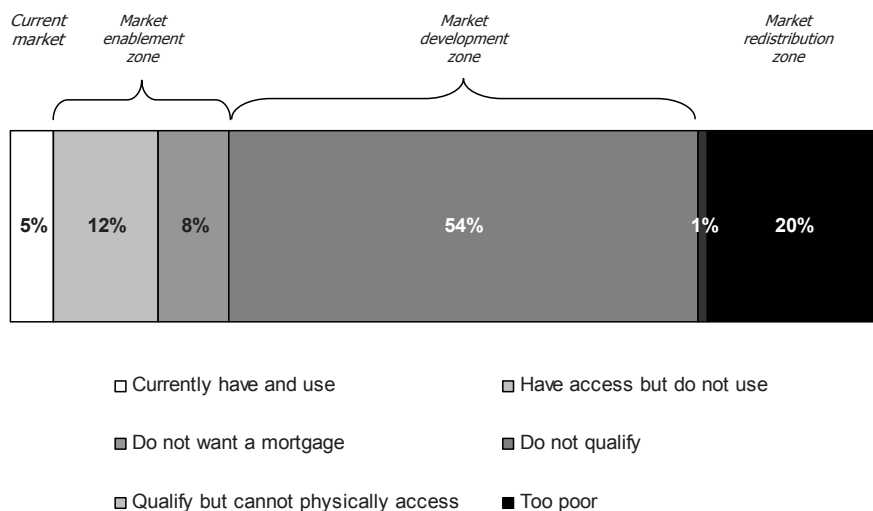 Current
market
Market
enablement
zone
Market
development
zone
Market
redistribution
zone
5%
12%
8%
54%
1%
20%
Currently have and use
Have access but do not use
Do not want a mortgage
Do not qualify
Qualify but cannot physically access
Too poor